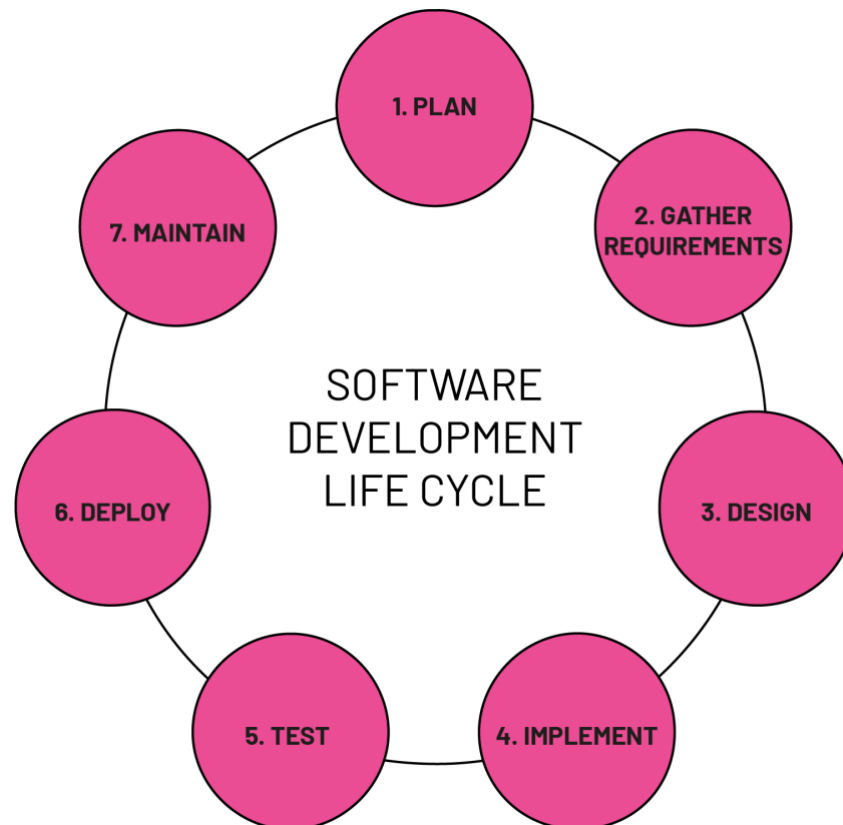 1. PLAN
2. GATHER
REQUIREMENTS
3. DESIGN
4. IMPLEMENT
5. TEST
6. DEPLOY
7. MAINTAIN
SOFTWARE
DEVELOPMENT
LIFE CYCLE